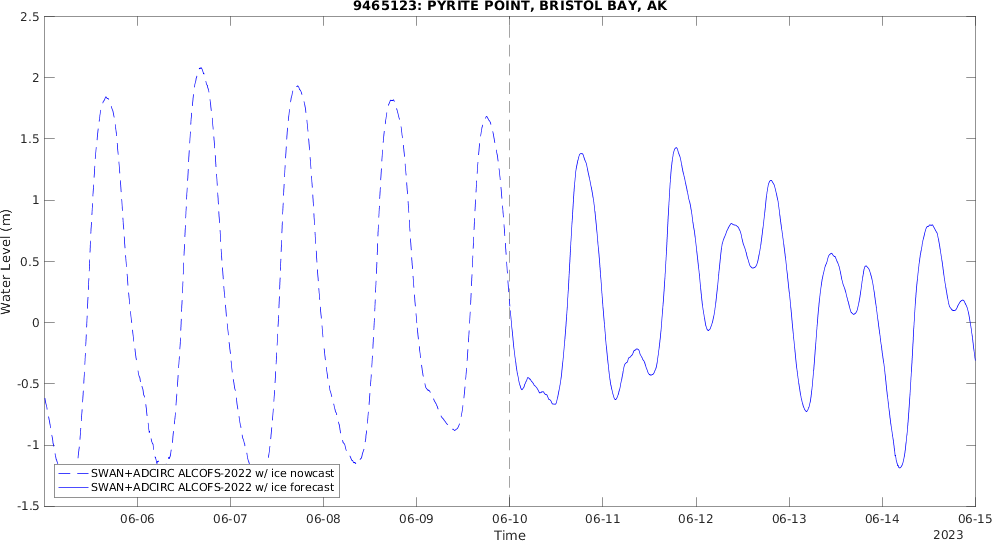 9465123: PYRITE POINT, BRISTOL BAY, AK
2.5
2
1.5
1
0.5
0
-0.5
-1
-1.5
Water Level (m)
SWAN+ADCIRC ALCOFS-2022 w/ ice nowcast
SWAN+ADCIRC ALCOFS-2022 w/ ice forecast
06-06 06-07 06-08 06-09 06-10 06-11 06-12 06-13 06-14 06-15
Time
2023